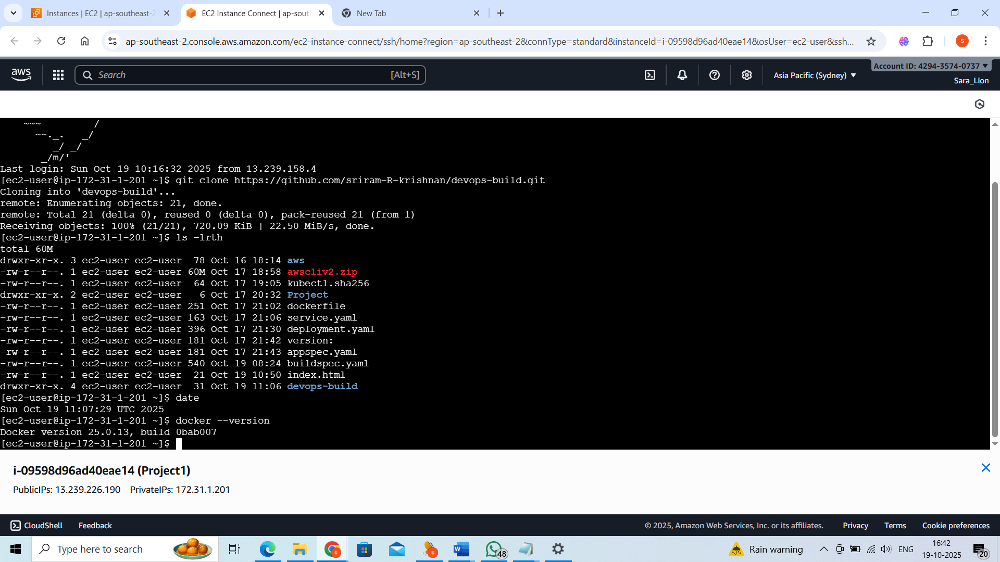 Instances | EC2 | ap-southeast-2
EC2 Instance Connect | ap-sout
New Tab
ap-southeast-2.console.aws.amazon.com/ec2-instance-connect/ssh/home?region=ap-southeast-2&connType=standard&instanceId=i-09598d96ad40eae14&osUser=ec2-user&ssh...
S
aws
Search
[Alt+S]
Asia Pacific (Sydney) ▼
Account ID: 4294-3574-0737 ▼
Sara_Lion
~~~         /
~~._.   _/
_/ _/
_/m/'
Last login: Sun Oct 19 10:16:32 2025 from 13.239.158.4
[ec2-user@ip-172-31-1-201 ~]$ git clone https://github.com/sriram-R-krishnan/devops-build.git
Cloning into 'devops-build'...
remote: Enumerating objects: 21, done.
remote: Total 21 (delta 0), reused 0 (delta 0), pack-reused 21 (from 1)
Receiving objects: 100% (21/21), 720.09 KiB | 22.50 MiB/s, done.
[ec2-user@ip-172-31-1-201 ~]$ ls -lrth
total 60M
drwxr-xr-x. 3 ec2-user ec2-user  78 Oct 16 18:14 aws
-rw-r--r--. 1 ec2-user ec2-user 60M Oct 17 18:58 awscliv2.zip
-rw-r--r--. 1 ec2-user ec2-user  64 Oct 17 19:05 kubectl.sha256
drwxr-xr-x. 2 ec2-user ec2-user   6 Oct 17 20:32 Project
-rw-r--r--. 1 ec2-user ec2-user 251 Oct 17 21:02 dockerfile
-rw-r--r--. 1 ec2-user ec2-user 163 Oct 17 21:06 service.yaml
-rw-r--r--. 1 ec2-user ec2-user 396 Oct 17 21:30 deployment.yaml
-rw-r--r--. 1 ec2-user ec2-user 181 Oct 17 21:42 version:
-rw-r--r--. 1 ec2-user ec2-user 181 Oct 17 21:43 appspec.yaml
-rw-r--r--. 1 ec2-user ec2-user 540 Oct 19 08:24 buildspec.yaml
-rw-r--r--. 1 ec2-user ec2-user  21 Oct 19 10:50 index.html
drwxr-xr-x. 4 ec2-user ec2-user  31 Oct 19 11:06 devops-build
[ec2-user@ip-172-31-1-201 ~]$ date
Sun Oct 19 11:07:29 UTC 2025
[ec2-user@ip-172-31-1-201 ~]$ docker --version
Docker version 25.0.13, build 0bab007
[ec2-user@ip-172-31-1-201 ~]$
i-09598d96ad40eae14 (Project1)
PublicIPs: 13.239.226.190 PrivateIPs: 172.31.1.201
CloudShell
Feedback
© 2025, Amazon Web Services, Inc. or its affiliates.
Privacy
Terms
Cookie preferences
Type here to search
48
Rain warning
ENG
16:42
19-10-2025
20